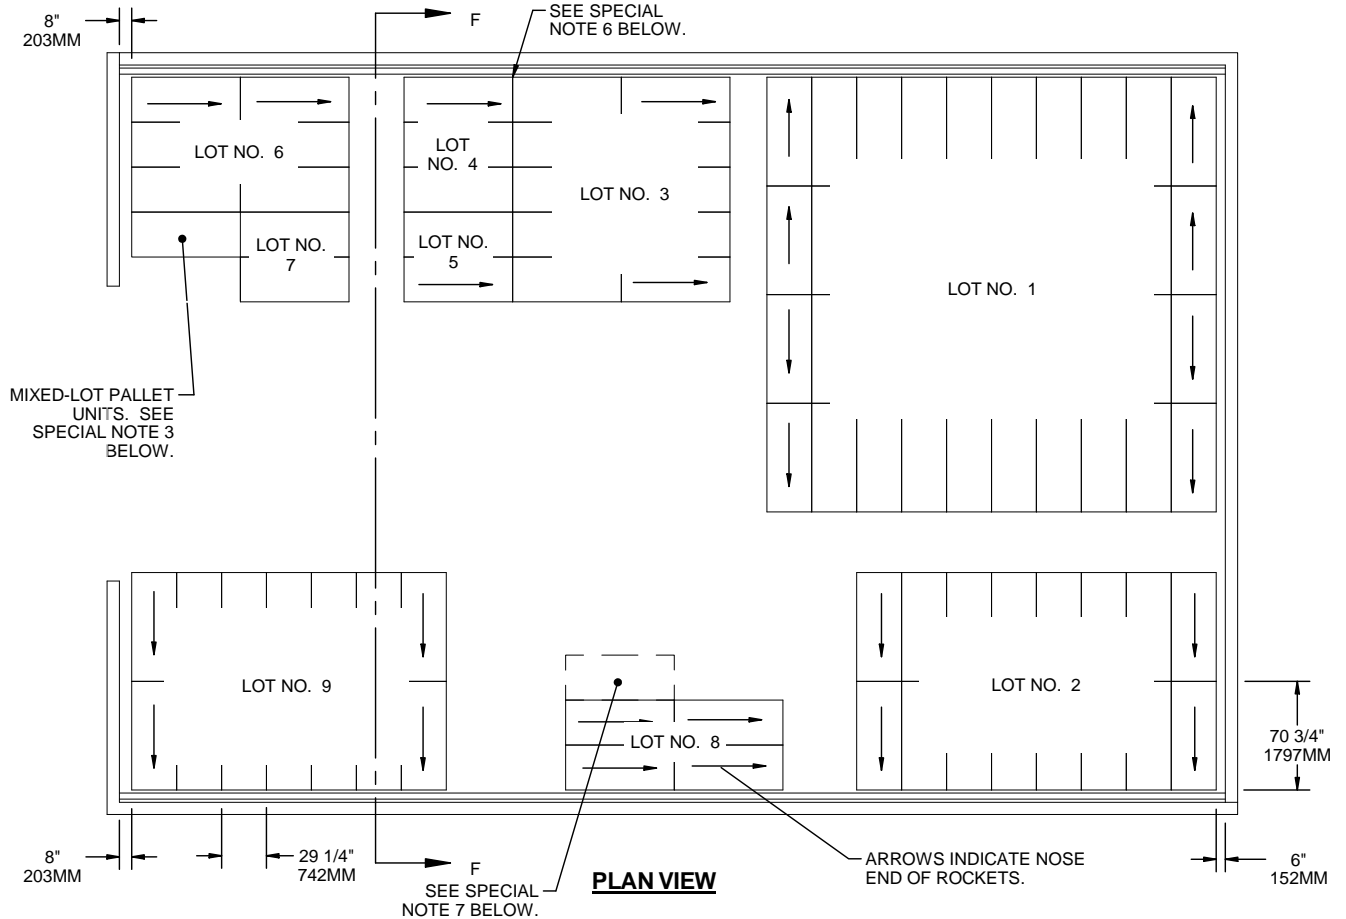 8"
203MM
F
SEE SPECIAL
NOTE 6 BELOW.
LOT NO. 6
LOT
NO. 4
LOT NO. 3
LOT NO.
7
LOT NO.
5
LOT NO. 1
MIXED-LOT PALLET
UNITS. SEE
SPECIAL NOTE 3
BELOW.
LOT NO. 9
LOT NO. 8
LOT NO. 2
70 3/4"
1797MM
8"
203MM
29 1/4"
742MM
F
SEE SPECIAL
NOTE 7 BELOW.
PLAN VIEW
ARROWS INDICATE NOSE
END OF ROCKETS.
6"
152MM